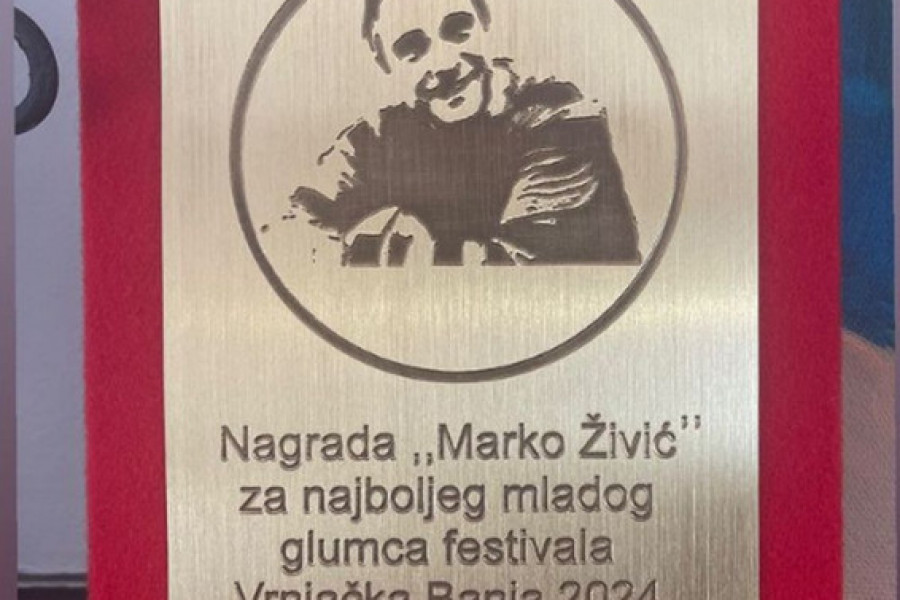 Nagrada ,,Marko Živić’’
za najboljeg mladog
glumca festivala
Vrnjačka Banja 2024